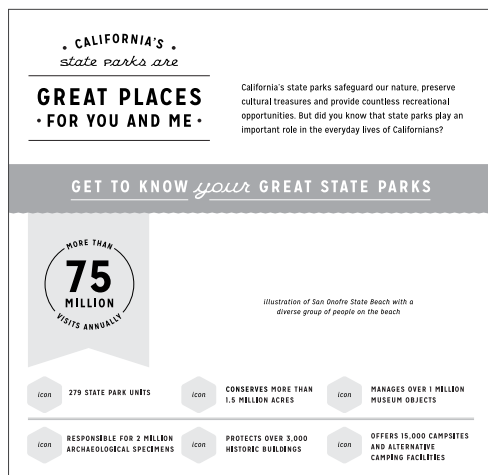 CALIFORNIA'S
state parks are
GREAT PLACES
• FOR YOU AND ME •
California's state parks safeguard our nature, preserve
cultural treasures and provide countless recreational
opportunities. But did you know that state parks play an
important role in the everyday lives of Californians?
GET TO KNOW your GREAT STATE PARKS
MORE THAN
75
MILLION
VISITS ANNUALLY
illustration of San Onofre State Beach with a
diverse group of people on the beach
icon
279 STATE PARK UNITS
icon
CONSERVES MORE THAN
1.5 MILLION ACRES
icon
MANAGES OVER 1 MILLION
MUSEUM OBJECTS
icon
RESPONSIBLE FOR 2 MILLION
ARCHAEOLOGICAL SPECIMENS
icon
PROTECTS OVER 3,000
HISTORIC BUILDINGS
icon
OFFERS 15,000 CAMPSITES
AND ALTERNATIVE
CAMPING FACILITIES